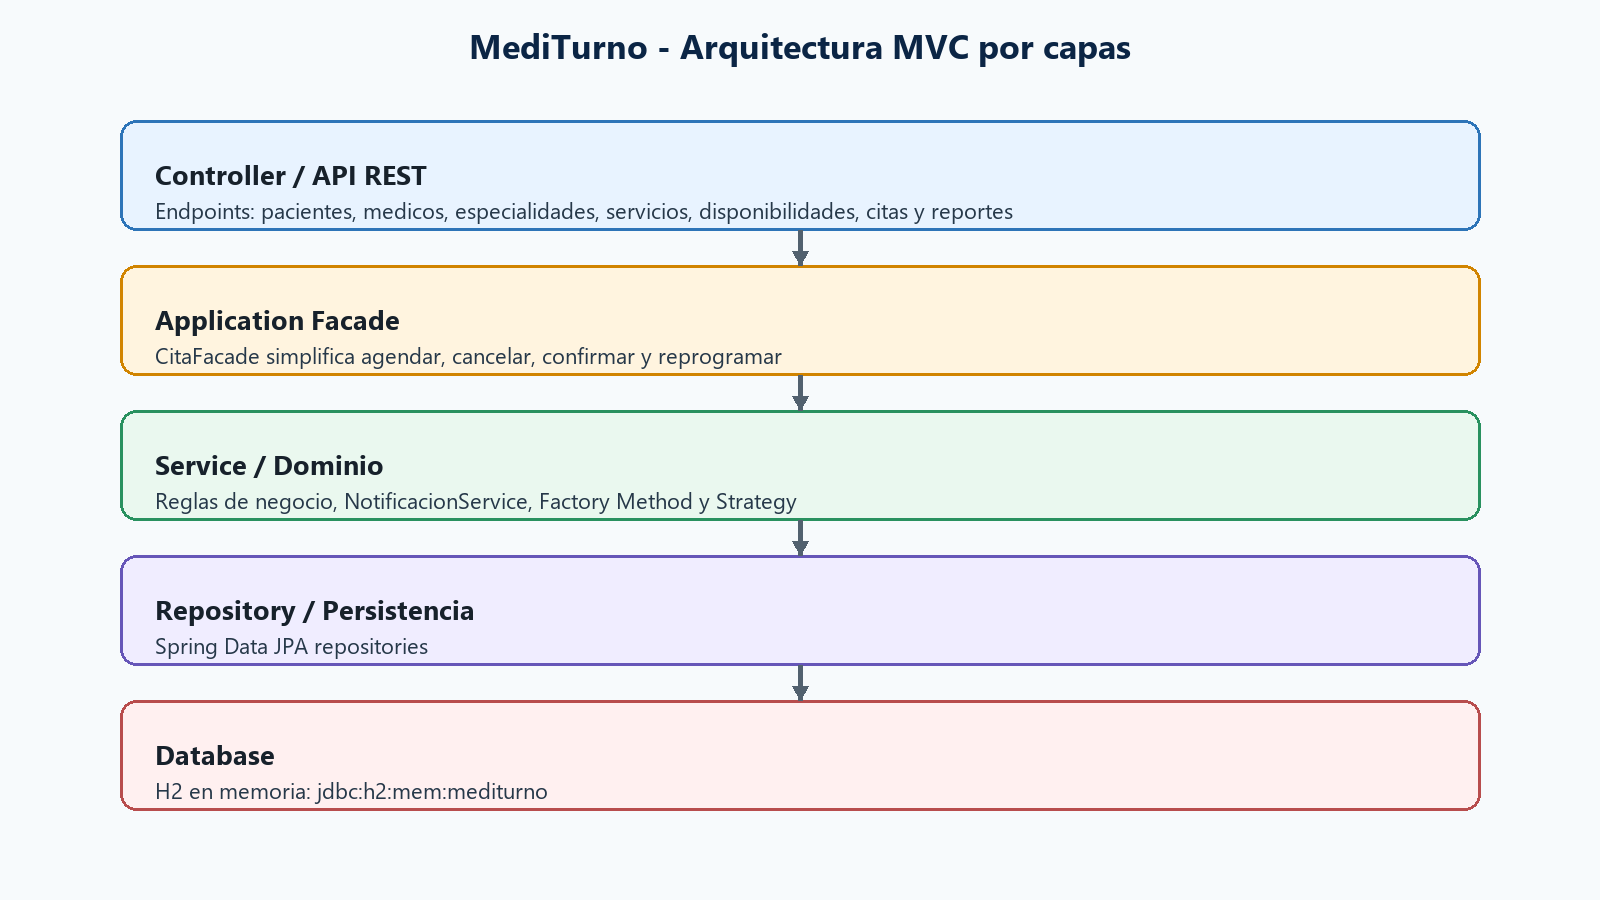 MediTurno - Arquitectura MVC por capas
Controller / API REST
Endpoints: pacientes, medicos, especialidades, servicios, disponibilidades, citas y reportes
Application Facade
CitaFacade simplifica agendar, cancelar, confirmar y reprogramar
Service / Dominio
Reglas de negocio, NotificacionService, Factory Method y Strategy
Repository / Persistencia
Spring Data JPA repositories
Database
H2 en memoria: jdbc:h2:mem:mediturno